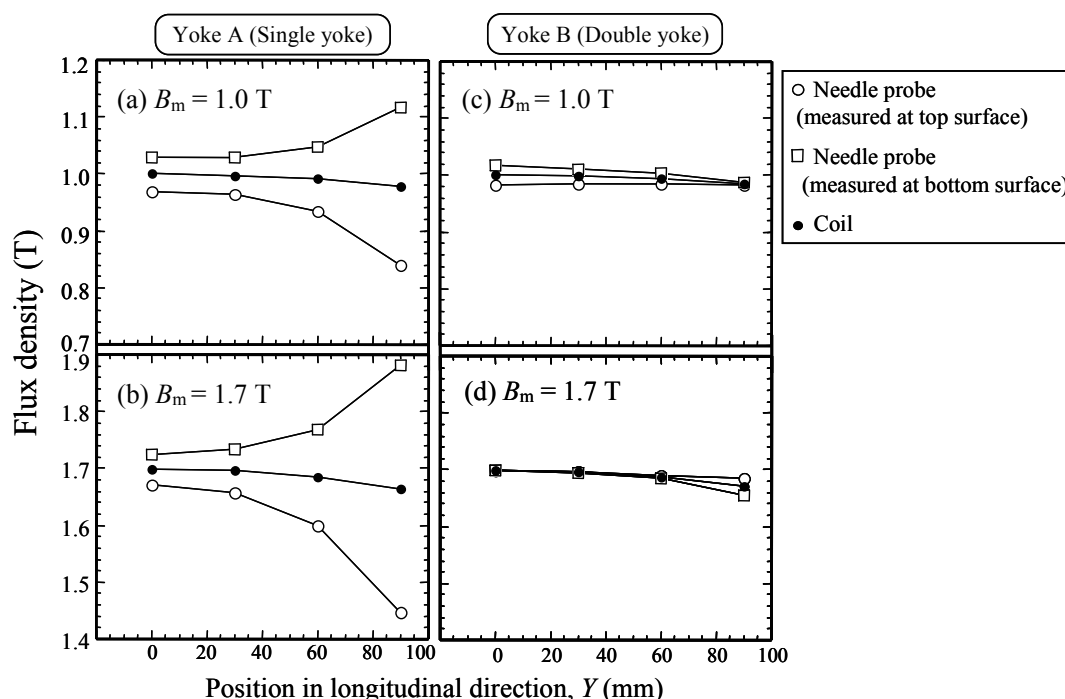 Yoke A (Single yoke)
Yoke B (Double yoke)
1.2
1.1
1.0
0.9
0.8
0.7
(a) Bm = 1.0 T
(c) Bm = 1.0 T
Needle probe
(measured at top surface)
Needle probe
(measured at bottom surface)
Coil
Flux density (T)
1.9
1.8
1.7
1.6
1.5
1.4
(b) Bm = 1.7 T
(d) Bm = 1.7 T
0 20 40 60 80 100
0 20 40 60 80 100
Position in longitudinal direction, Y (mm)